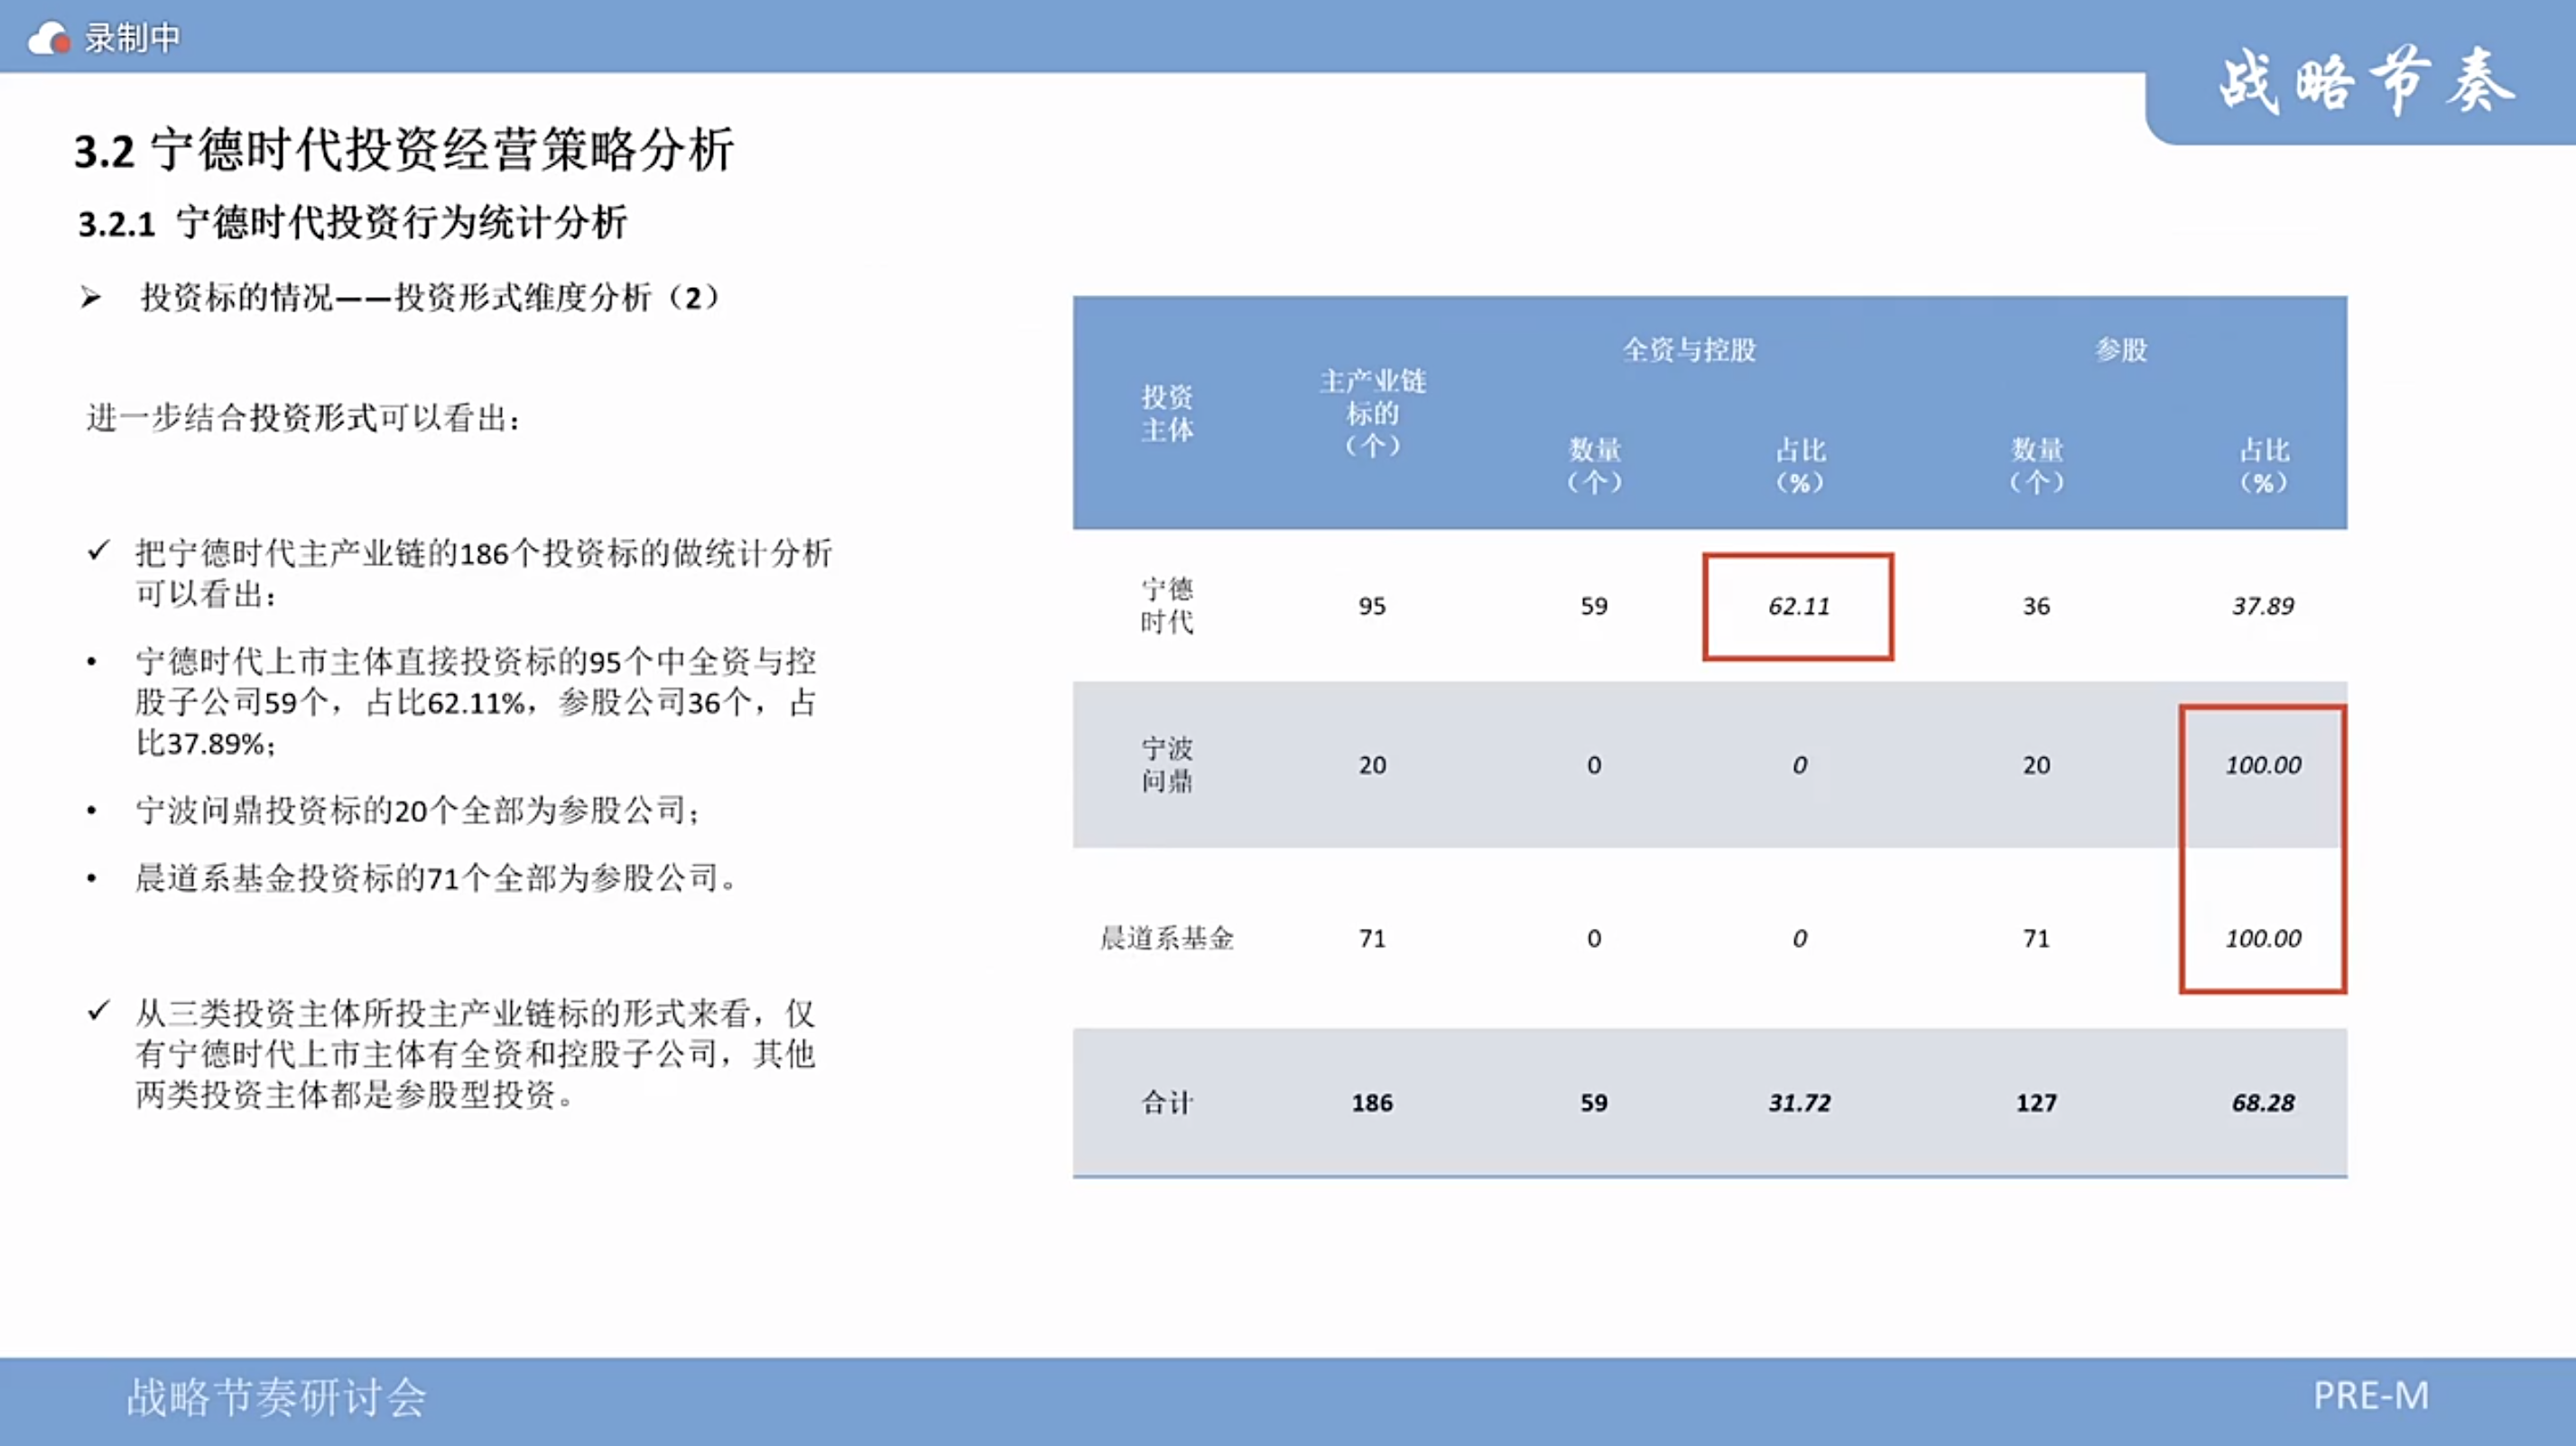 录制中
战略节奏
3.2 宁德时代投资经营策略分析
3.2.1 宁德时代投资行为统计分析
➢ 投资标的情况——投资形式维度分析（2）
进一步结合投资形式可以看出：
✓ 把宁德时代主产业链的186个投资标的做统计分析
可以看出：
• 宁德时代上市主体直接投资标的95个中全资与控
股子公司59个，占比62.11%，参股公司36个，占
比37.89%；
• 宁波问鼎投资标的20个全部为参股公司；
• 晨道系基金投资标的71个全部为参股公司。
✓ 从三类投资主体所投主产业链标的形式来看，仅
有宁德时代上市主体有全资和控股子公司，其他
两类投资主体都是参股型投资。
全资与控股 参股
投资
主体
主产业链
标的
（个）
数量
（个）
占比
（%）
数量
（个）
占比
（%）
宁德
时代
95 59 62.11 36 37.89
宁波
问鼎
20 0 0 20 100.00
晨道系基金 71 0 0 71 100.00
合计 186 59 31.72 127 68.28
战略节奏研讨会
PRE-M